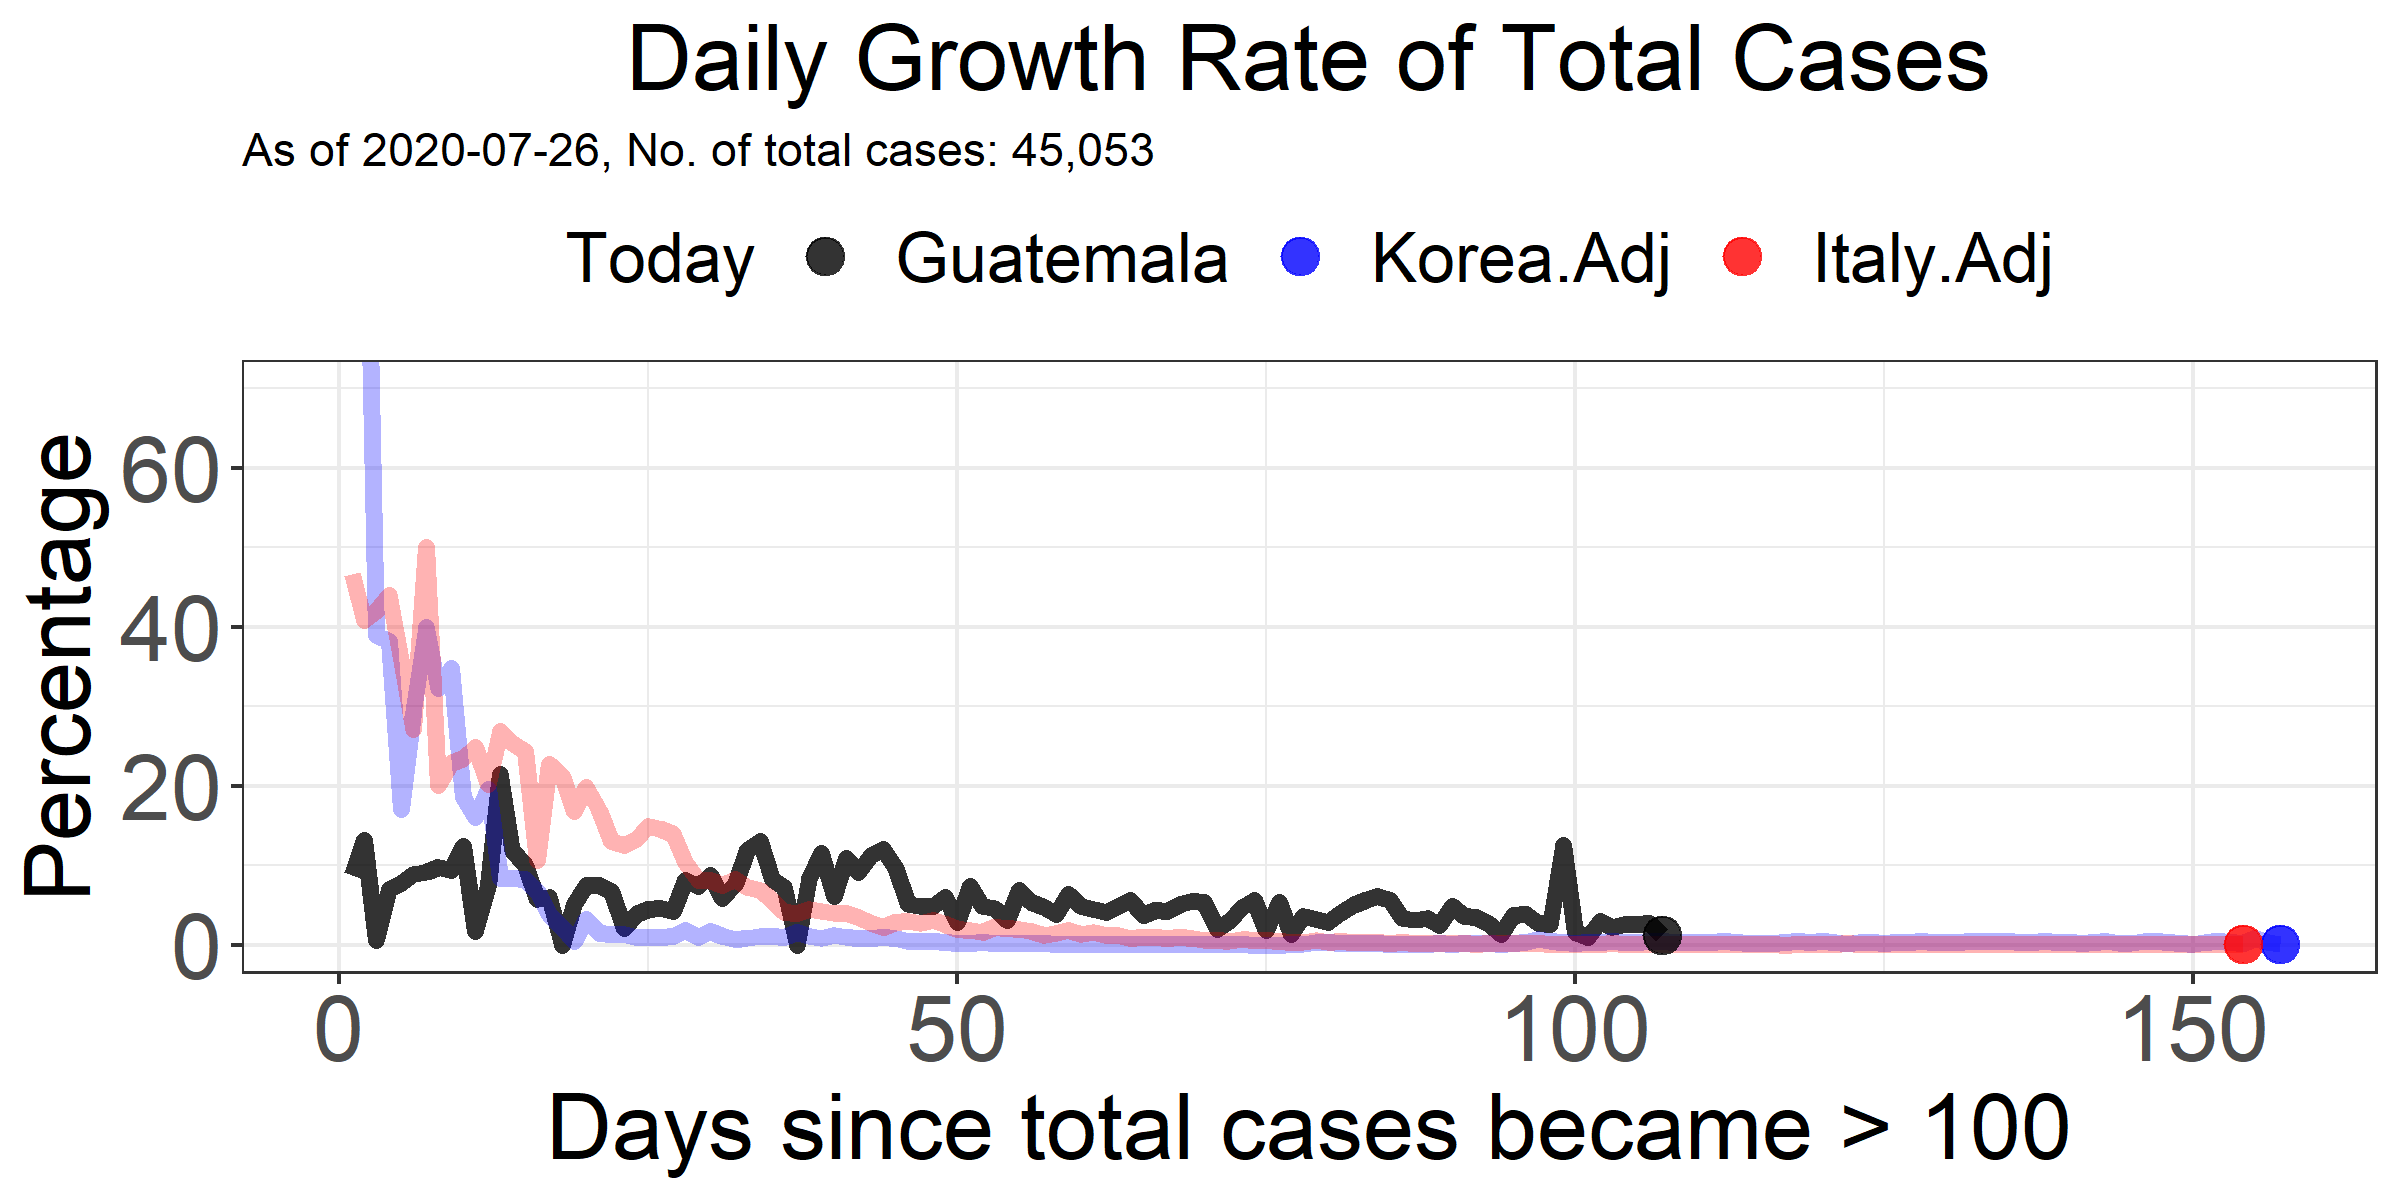 Daily Growth Rate of Total Cases
As of 2020-07-26, No. of total cases: 45,053
Today Guatemala Korea.Adj Italy.Adj
Percentage
60
40
20
0
0 50 100 150
Days since total cases became > 100